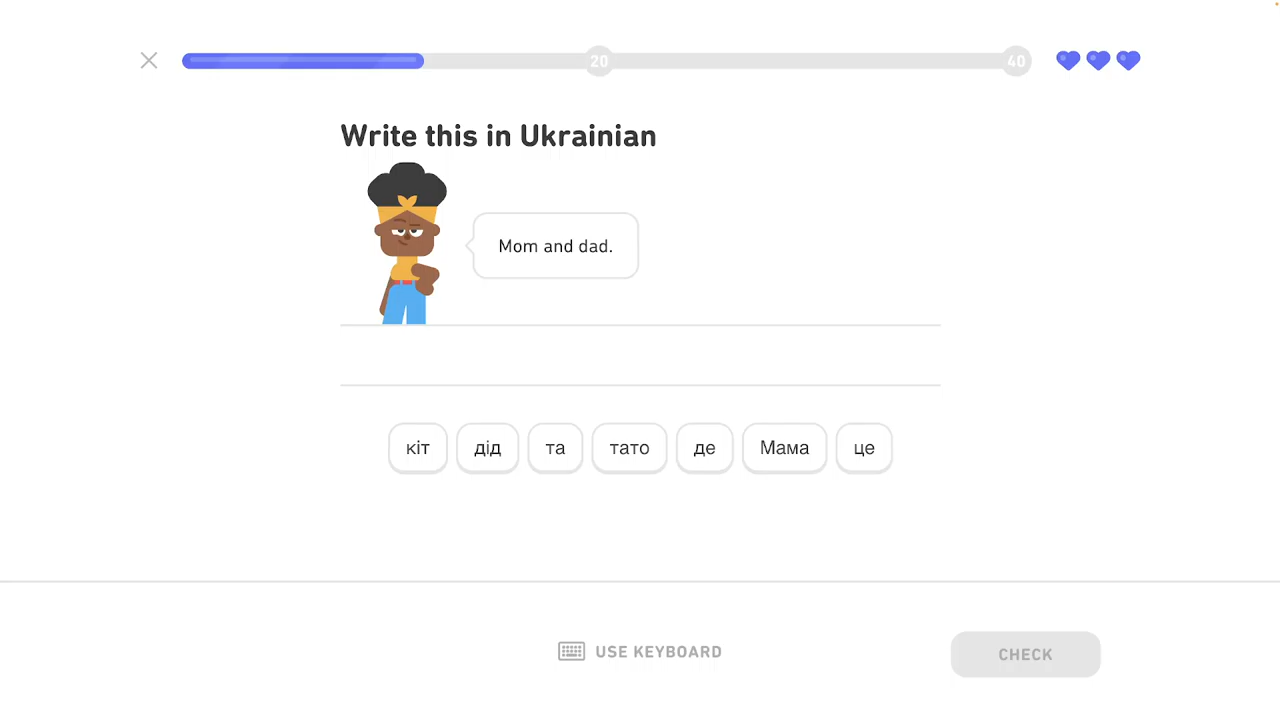 20
40
Write this in Ukrainian
Mom and dad.
кіт дід та тато де Мама це
USE KEYBOARD
CHECK